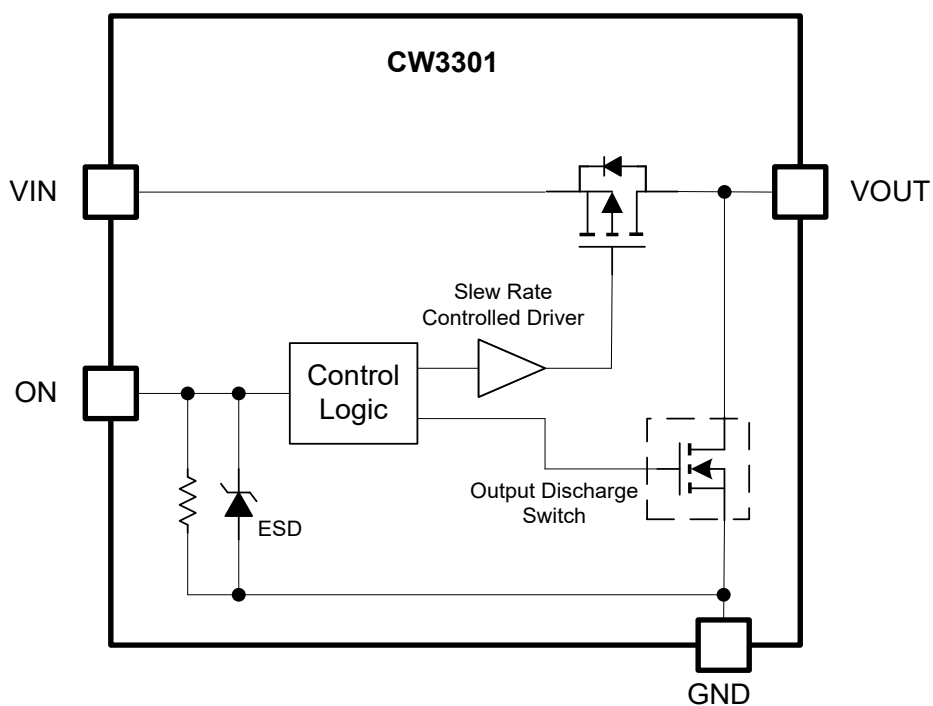 CW3301
VIN
VOUT
Slew Rate
Controlled Driver
ON
Control
Logic
Output Discharge
Switch
ESD
GND